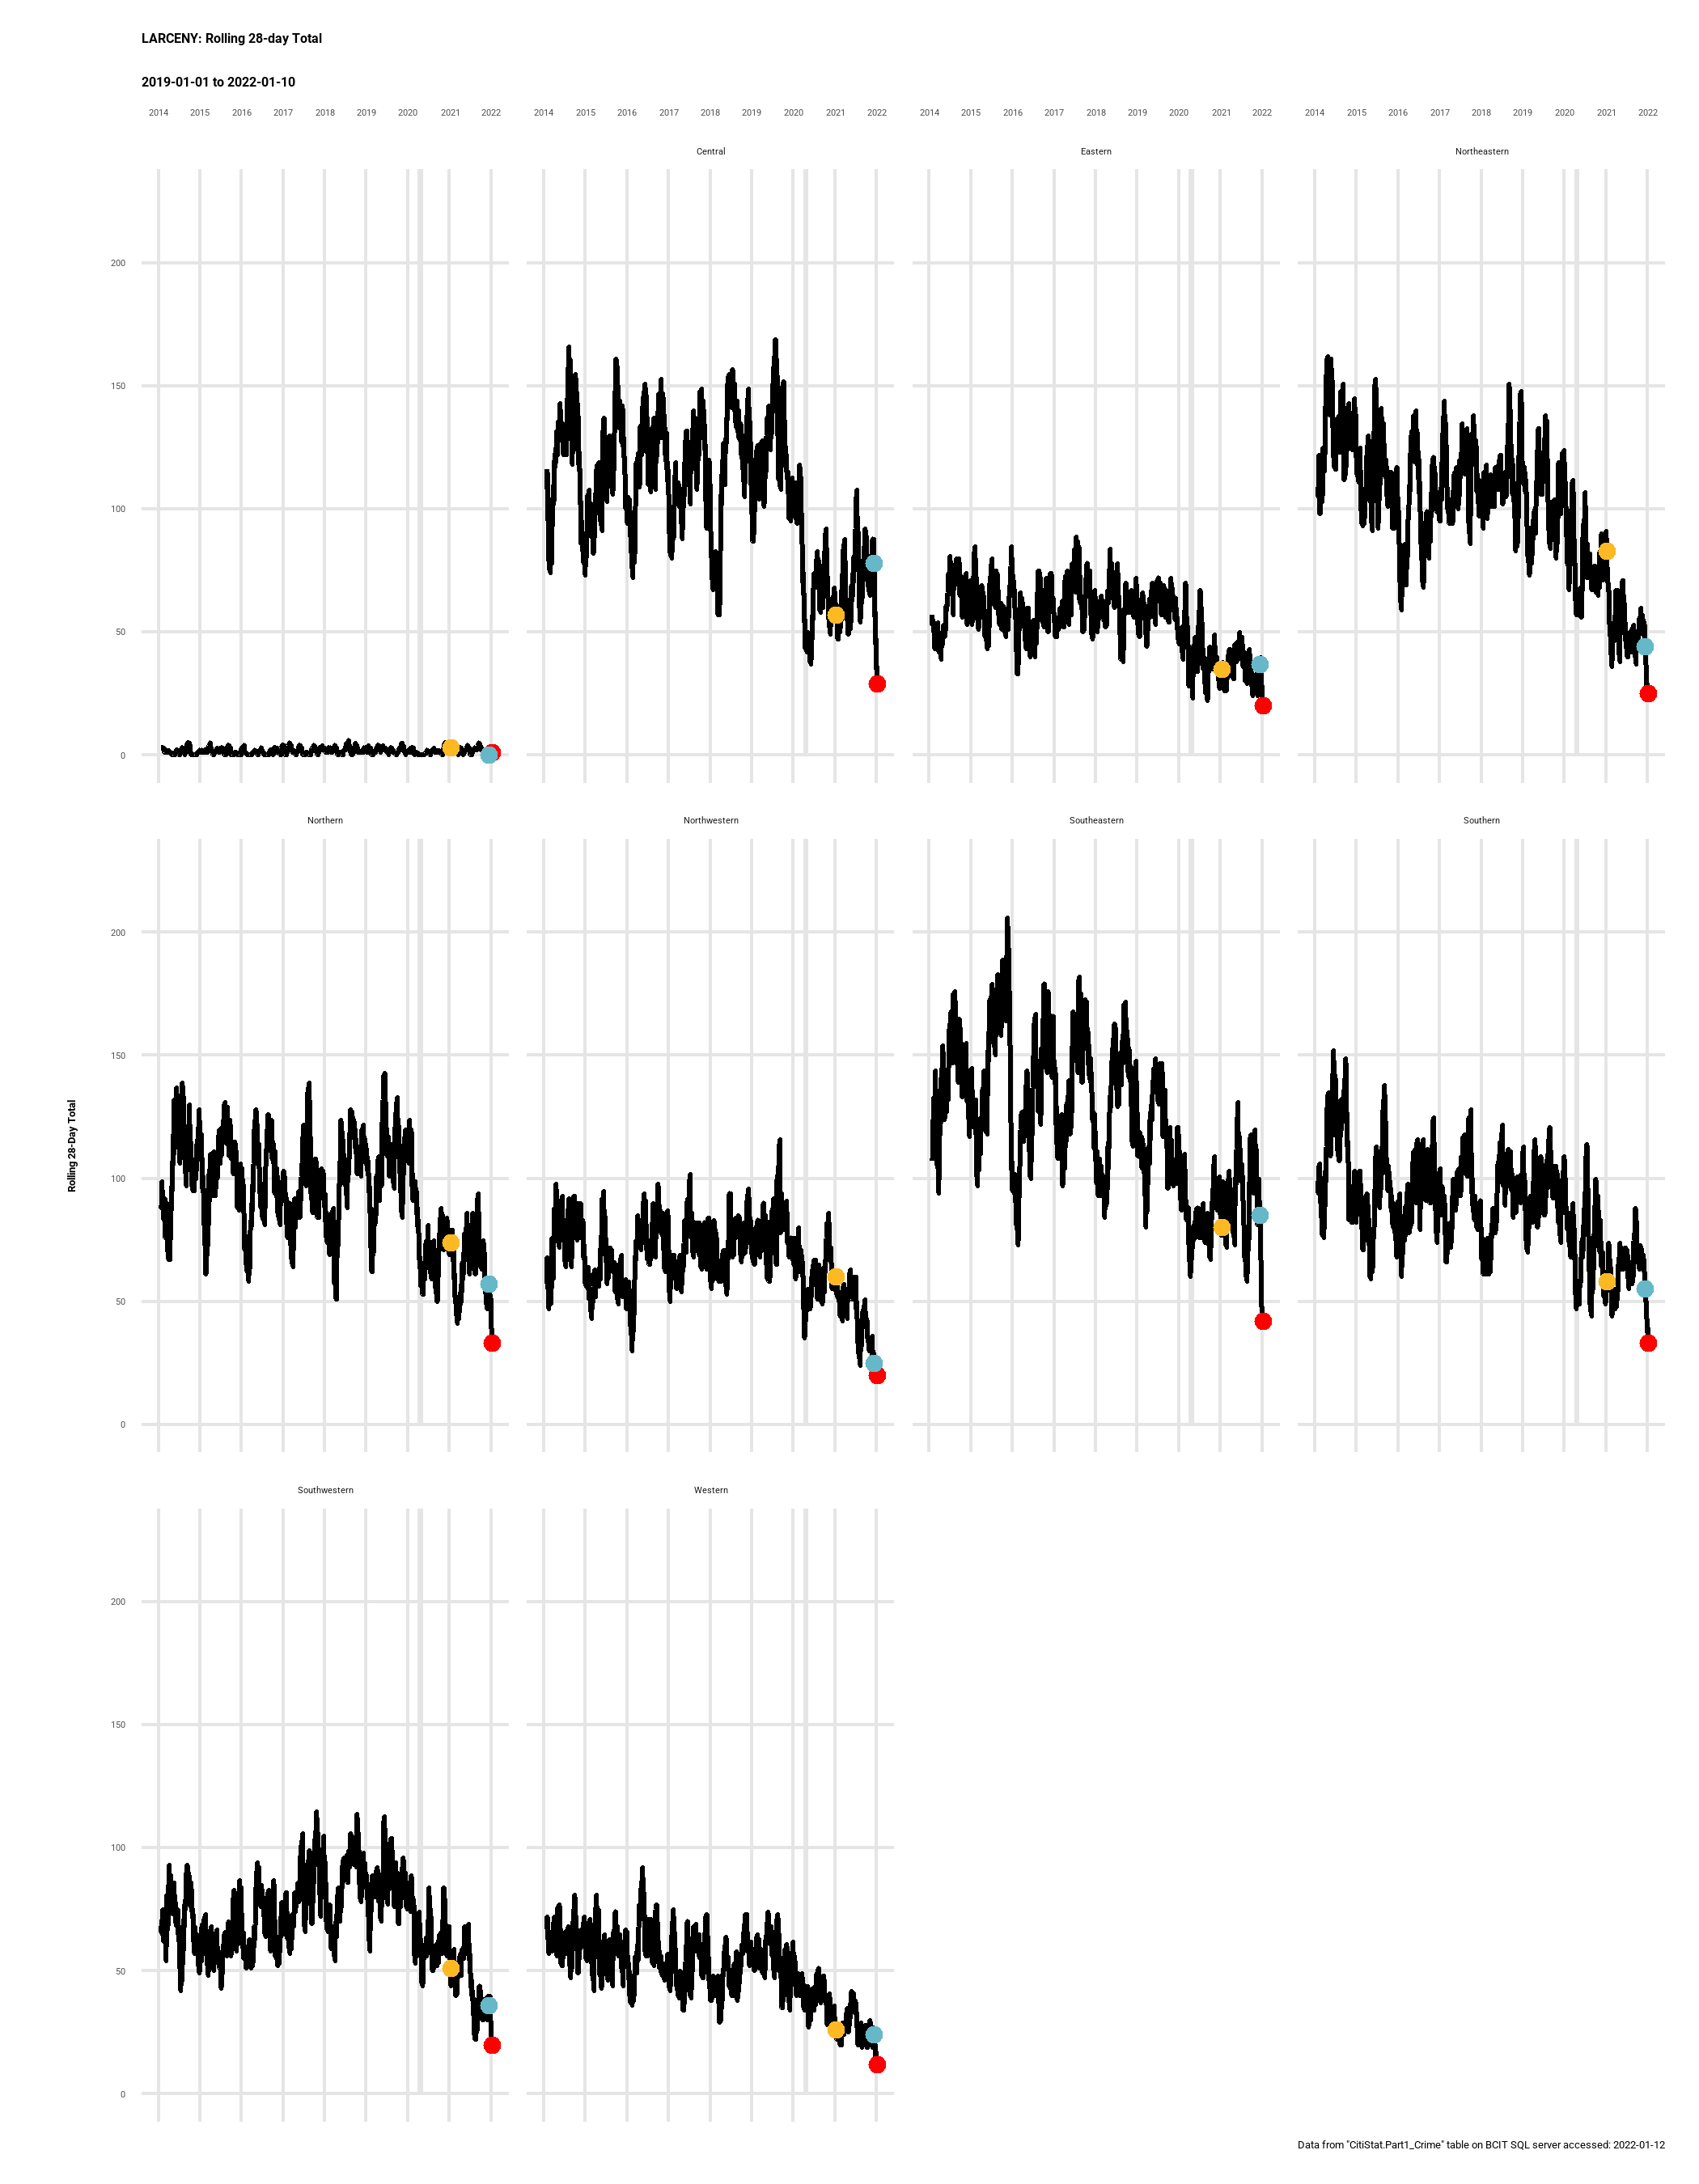 LARCENY: Rolling 28-day Total
2019-01-01 to 2022-01-10
2014 2015 2016 2017 2018 2019 2020 2021 2022 2014 2015 2016 2017 2018 2019 2020 2021 2022 2014 2015 2016 2017 2018 2019 2020 2021 2022 2014 2015 2016 2017 2018 2019 2020 2021 2022
Central Eastern Northeastern
200
150
100
50
0
Northern Northwestern Southeastern Southern
200
150
100
50
0
Rolling 28-Day Total
Southwestern Western
200
150
100
50
0
Data from "CitiStat.Part1_Crime" table on BCIT SQL server accessed: 2022-01-12